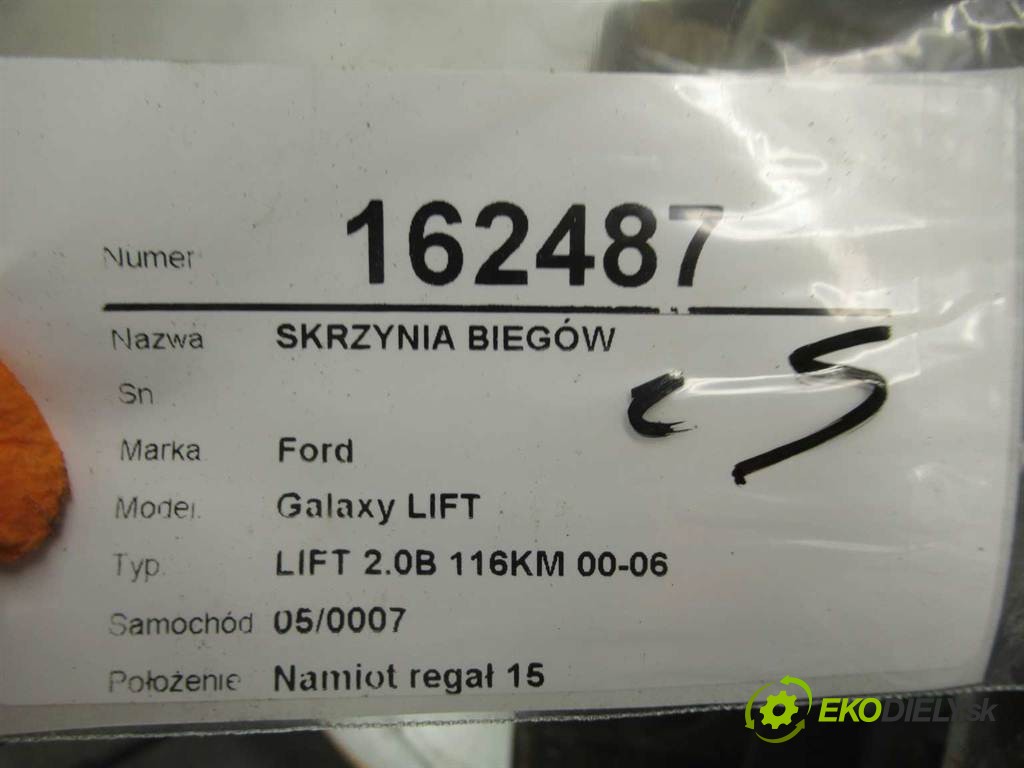 Numer 162487
Nazwa SKRZYNIA BIEGÓW
Sn
Marka Ford
Model Galaxy LIFT
Typ. LIFT 2.0B 116KM 00-06
Samochód 05/0007
Położenie Namiot regał 15
EKODIELY.sk